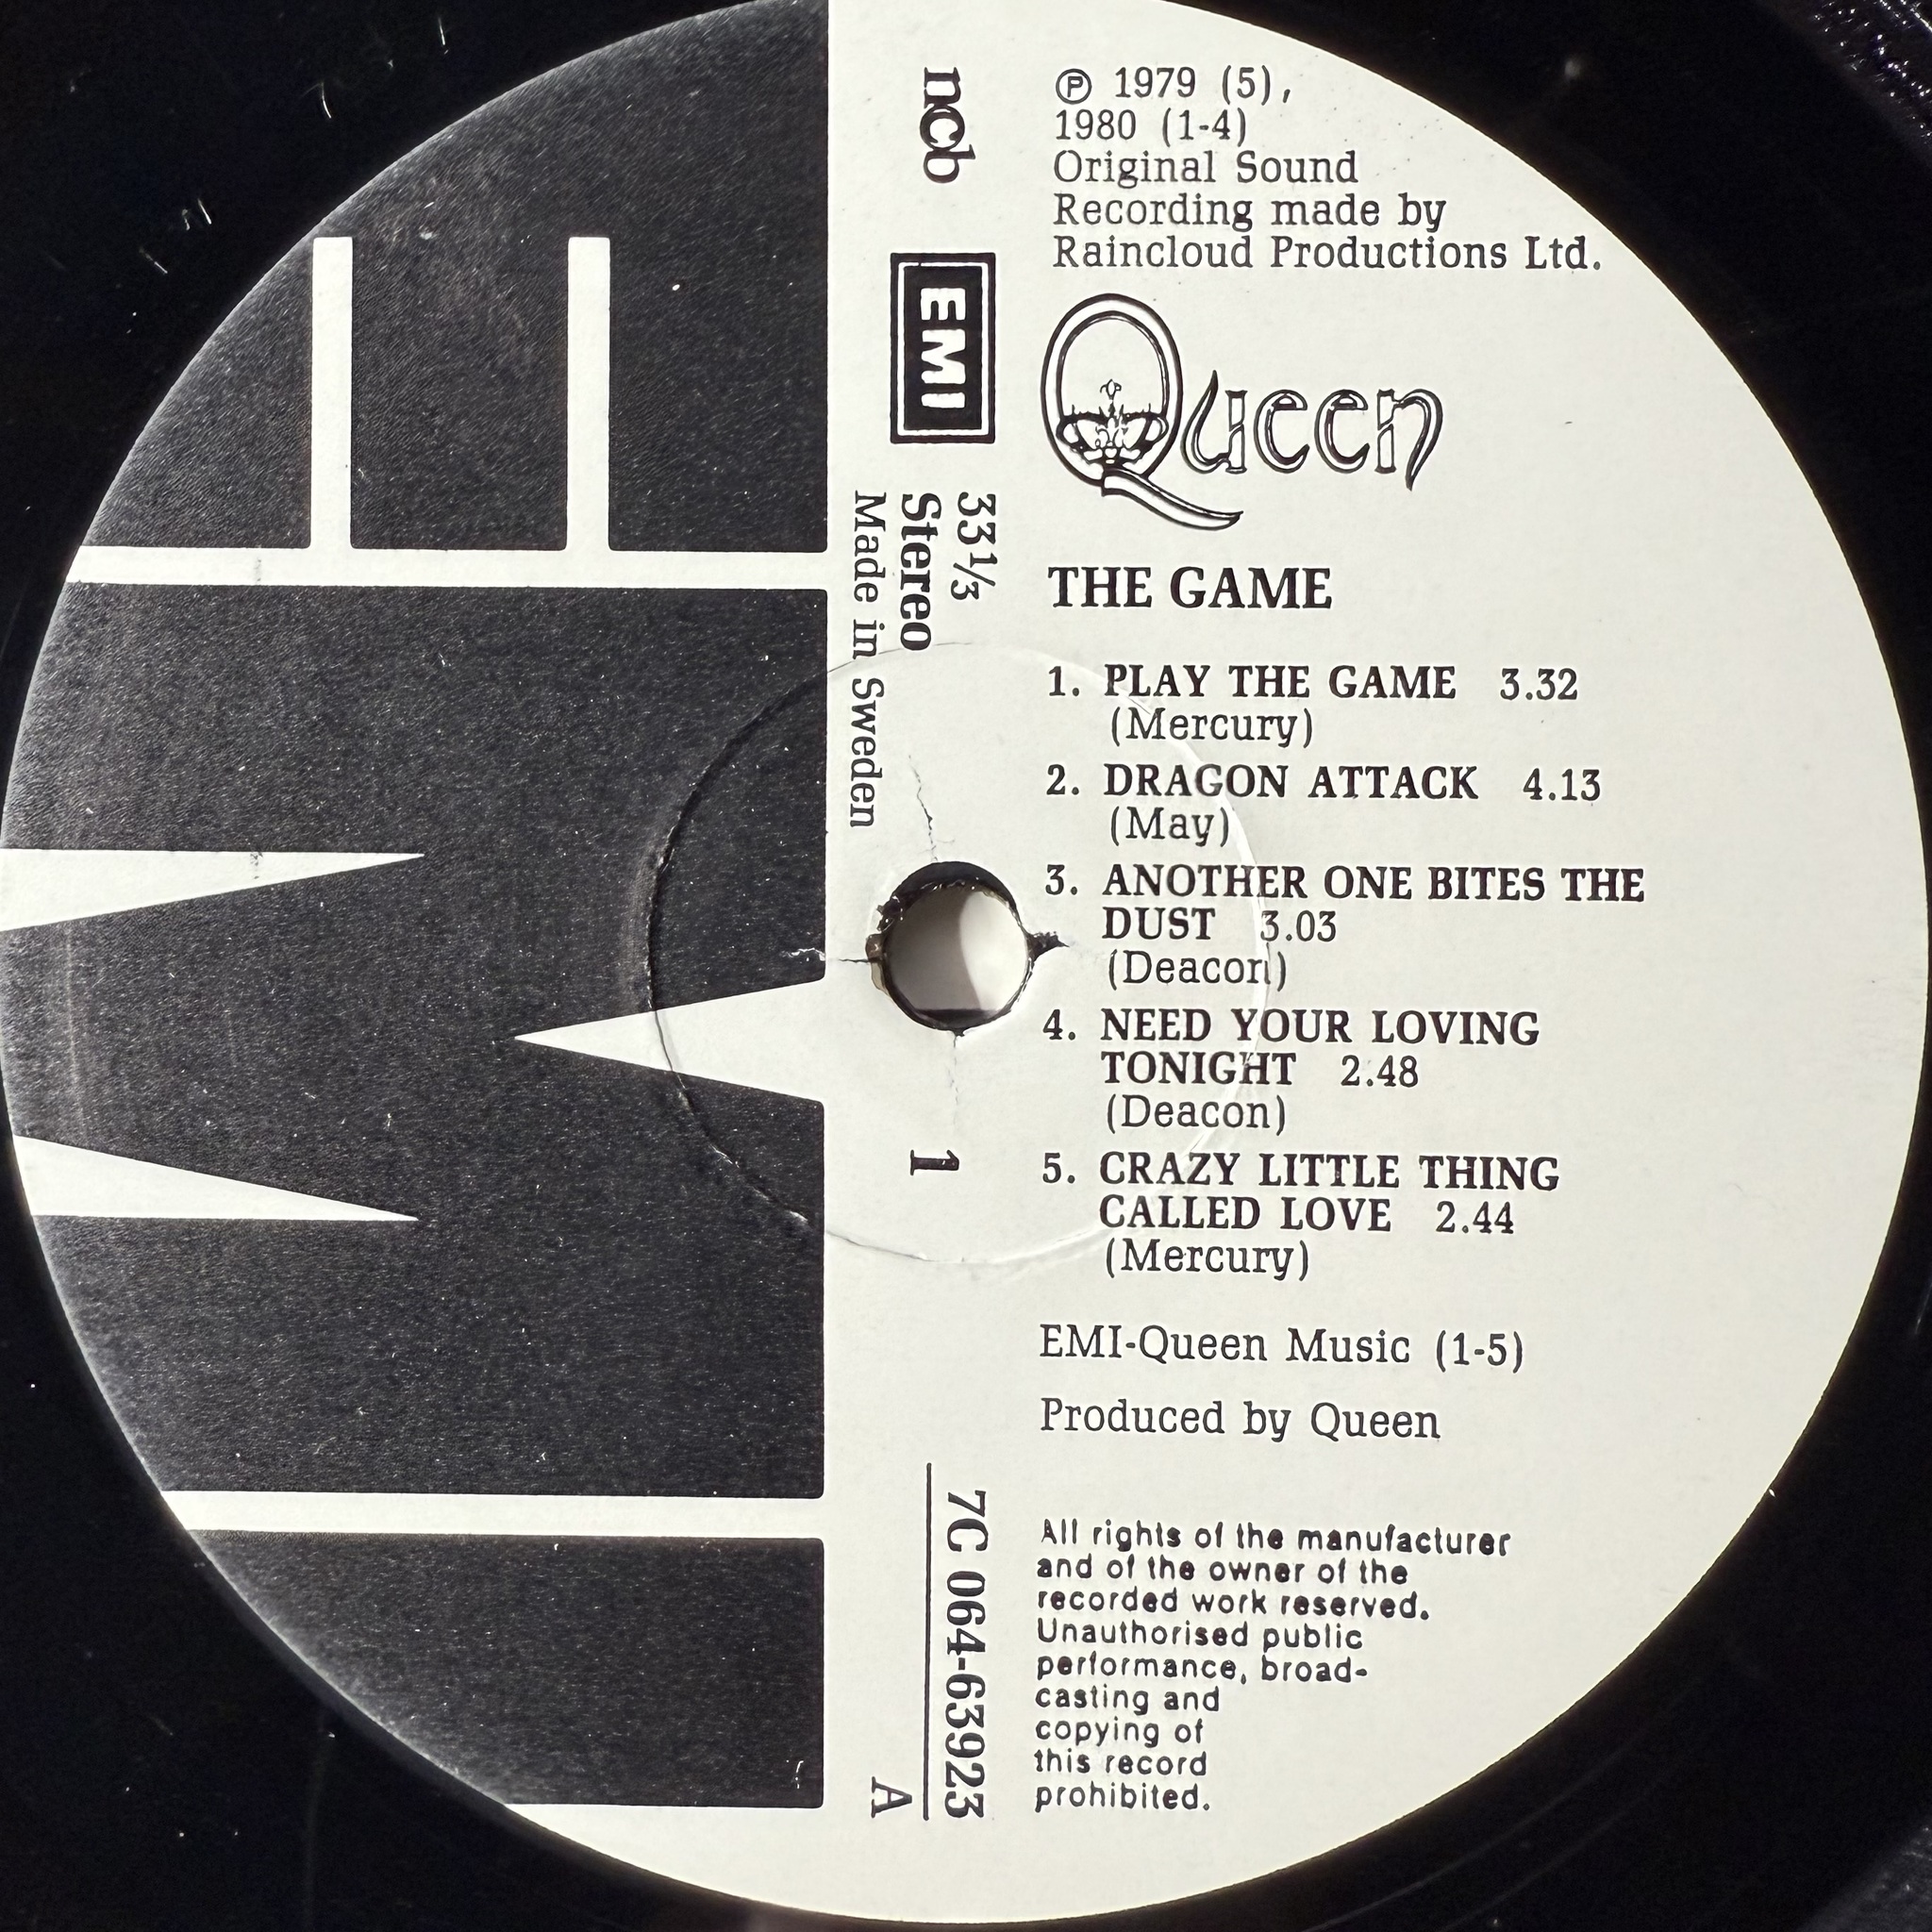 ncb
EMI
33⅓
Stereo
Made in Sweden
1
7C 064-63923
A
Ⓟ 1979 (5),
1980 (1-4)
Original Sound
Recording made by
Raincloud Productions Ltd.
Queen
THE GAME
1. PLAY THE GAME 3.32
(Mercury)
2. DRAGON ATTACK 4.13
(May)
3. ANOTHER ONE BITES THE
DUST 3.03
(Deacon)
4. NEED YOUR LOVING
TONIGHT 2.48
(Deacon)
5. CRAZY LITTLE THING
CALLED LOVE 2.44
(Mercury)
EMI-Queen Music (1-5)
Produced by Queen
All rights of the manufacturer
and of the owner of the
recorded work reserved.
Unauthorised public
performance, broad-
casting and
copying of
this record
prohibited.
EMI